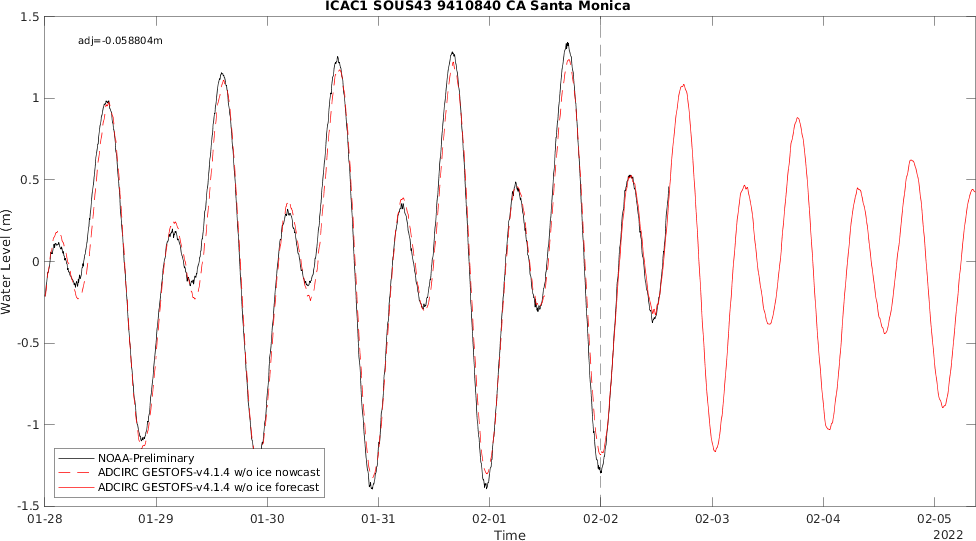 ICAC1 SOUS43 9410840 CA Santa Monica
adj=-0.058804m
1.5
1
0.5
0
-0.5
-1
-1.5
Water Level (m)
NOAA-Preliminary
ADCIRC GESTOFS-v4.1.4 w/o ice nowcast
ADCIRC GESTOFS-v4.1.4 w/o ice forecast
01-28 01-29 01-30 01-31 02-01 02-02 02-03 02-04 02-05
Time
2022